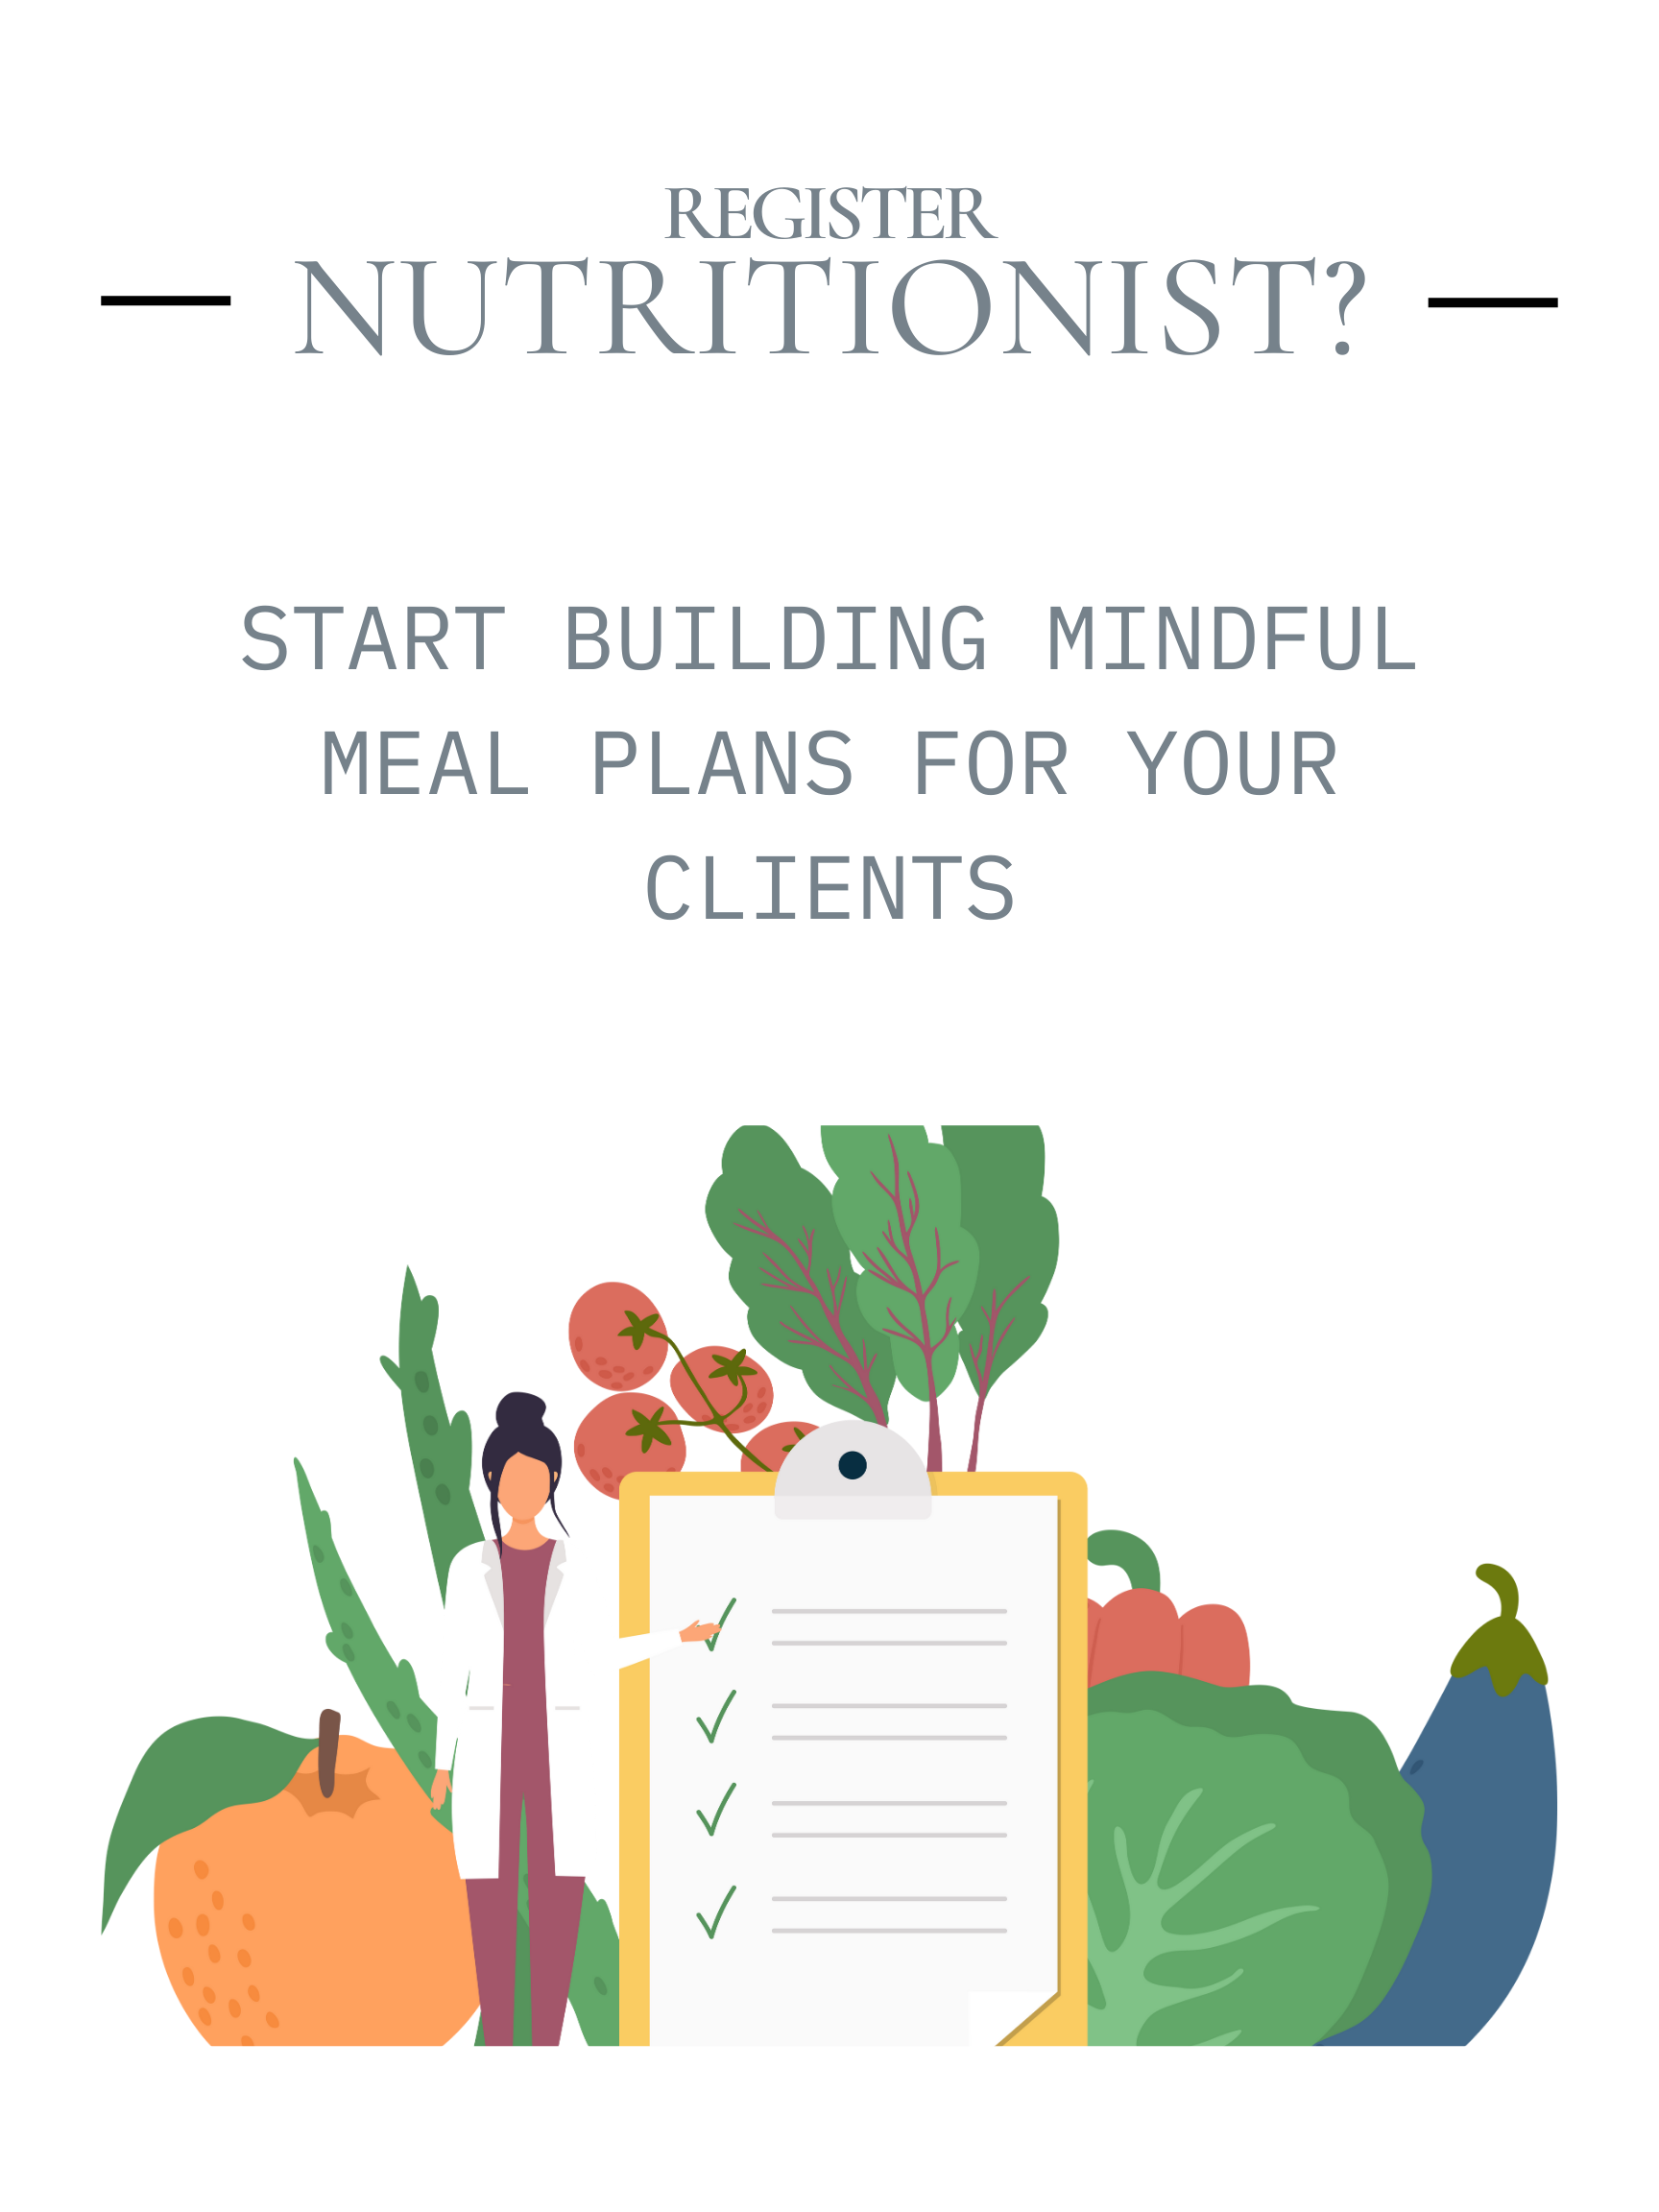 REGISTER
NUTRITIONIST?
START BUILDING MINDFUL
MEAL PLANS FOR YOUR
CLIENTS